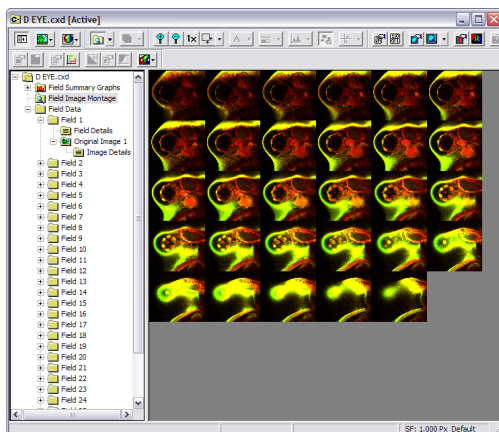 D EYE.cxd [Active]
1x
A
D EYE.cxd
Field Summary Graphs
Field Image Montage
Field Data
Field 1
Field Details
Original Image 1
Image Details
Field 2
Field 3
Field 4
Field 5
Field 6
Field 7
Field 8
Field 9
Field 10
Field 11
Field 12
Field 13
Field 14
Field 15
Field 16
Field 17
Field 18
Field 19
Field 20
Field 21
Field 22
Field 23
Field 24
SF: 1.000 Px Default